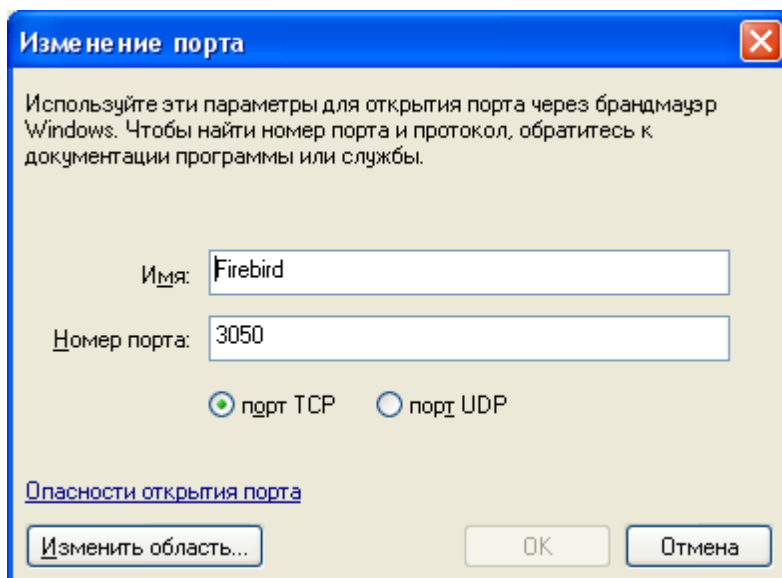 Изменение порта
Используйте эти параметры для открытия порта через брандмауэр
Windows. Чтобы найти номер порта и протокол, обратитесь к
документации программы или службы.
Имя: Firebird
Номер порта: 3050
порт TCP порт UDP
Опасности открытия порта
Изменить область... ОК Отмена